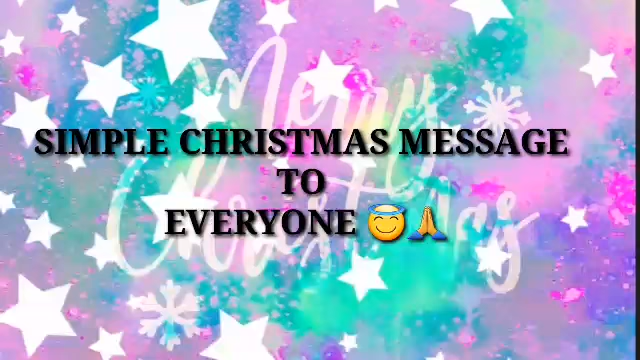 Merry
SIMPLE CHRISTMAS MESSAGE
TO
EVERYONE 😇🙏
Christmas